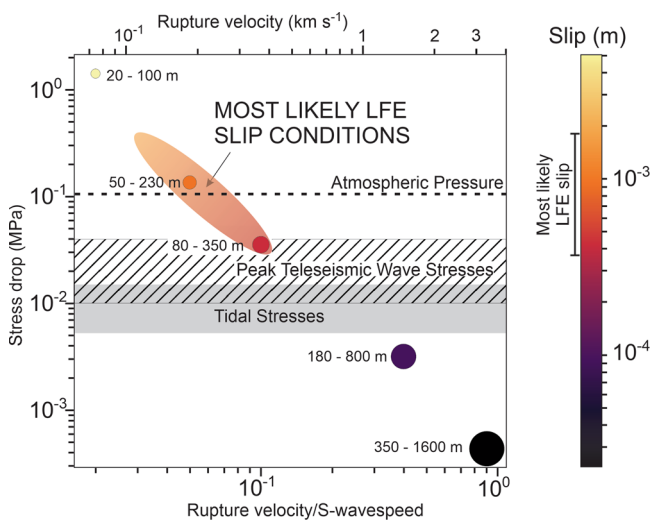 Rupture velocity (km s⁻¹)
10⁻¹ 1 2 3
Slip (m)
20 - 100 m
10⁰
MOST LIKELY LFE
SLIP CONDITIONS
50 - 230 m
Atmospheric Pressure
10⁻¹
80 - 350 m
Peak Teleseismic Wave Stresses
10⁻²
Tidal Stresses
180 - 800 m
10⁻³
350 - 1600 m
Stress drop (MPa)
10⁻¹ 10⁰
Rupture velocity/S-wavespeed
Most likely
LFE slip
10⁻³
10⁻⁴